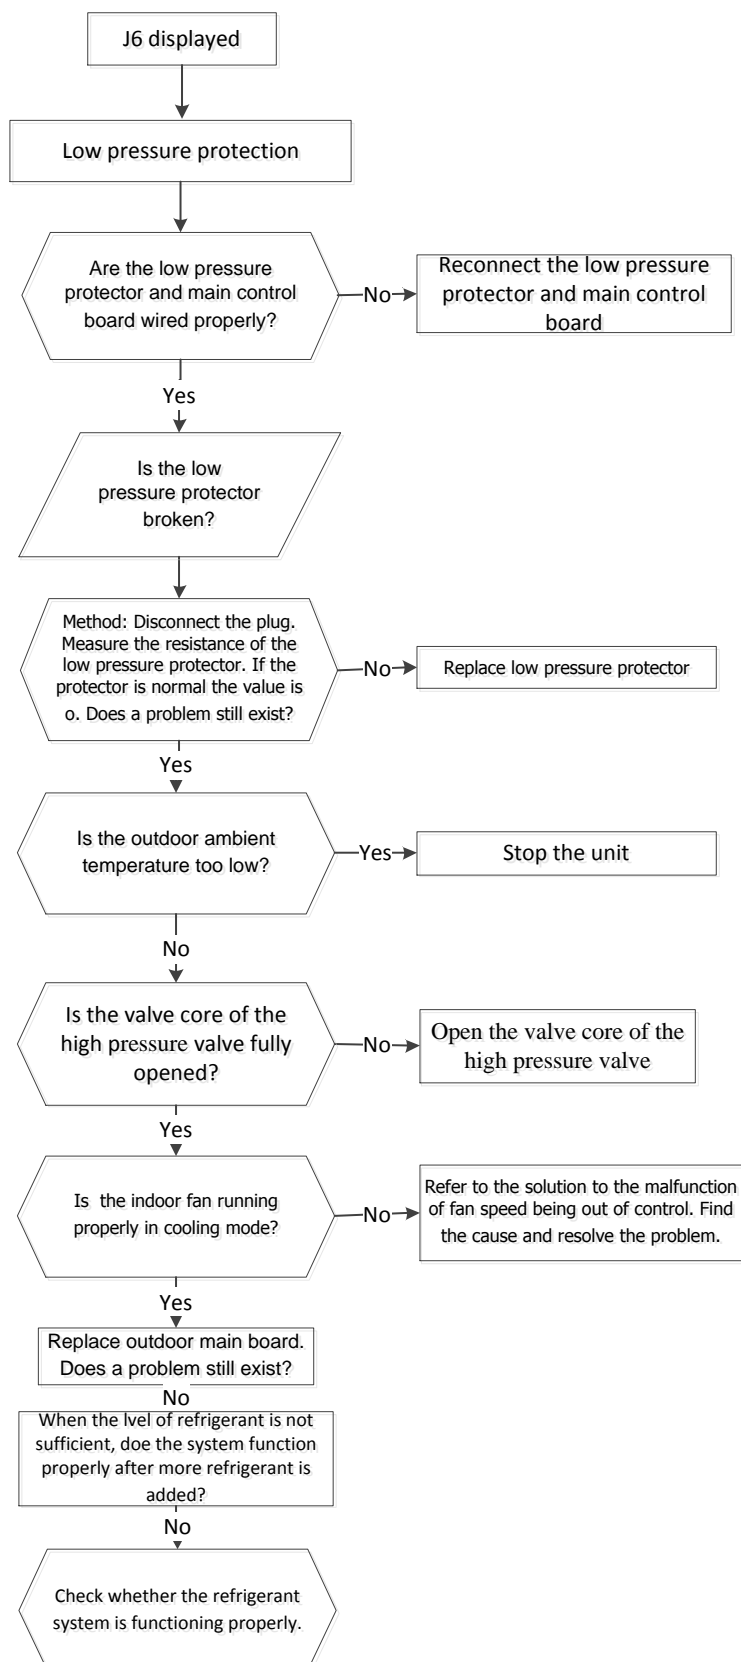 J6 displayed
Low pressure protection
Are the low pressure
protector and main control
board wired properly?
No
Reconnect the low pressure
protector and main control
board
Yes
Is the low
pressure protector
broken?
Method: Disconnect the plug.
Measure the resistance of the
low pressure protector. If the
protector is normal the value is
o. Does a problem still exist?
No
Replace low pressure protector
Yes
Is the outdoor ambient
temperature too low?
Yes
Stop the unit
No
Is the valve core of the
high pressure valve fully
opened?
No
Open the valve core of the
high pressure valve
Yes
Is the indoor fan running
properly in cooling mode?
No
Refer to the solution to the malfunction
of fan speed being out of control. Find
the cause and resolve the problem.
Yes
Replace outdoor main board.
Does a problem still exist?
No
When the lvel of refrigerant is not
sufficient, doe the system function
properly after more refrigerant is
added?
No
Check whether the refrigerant
system is functioning properly.